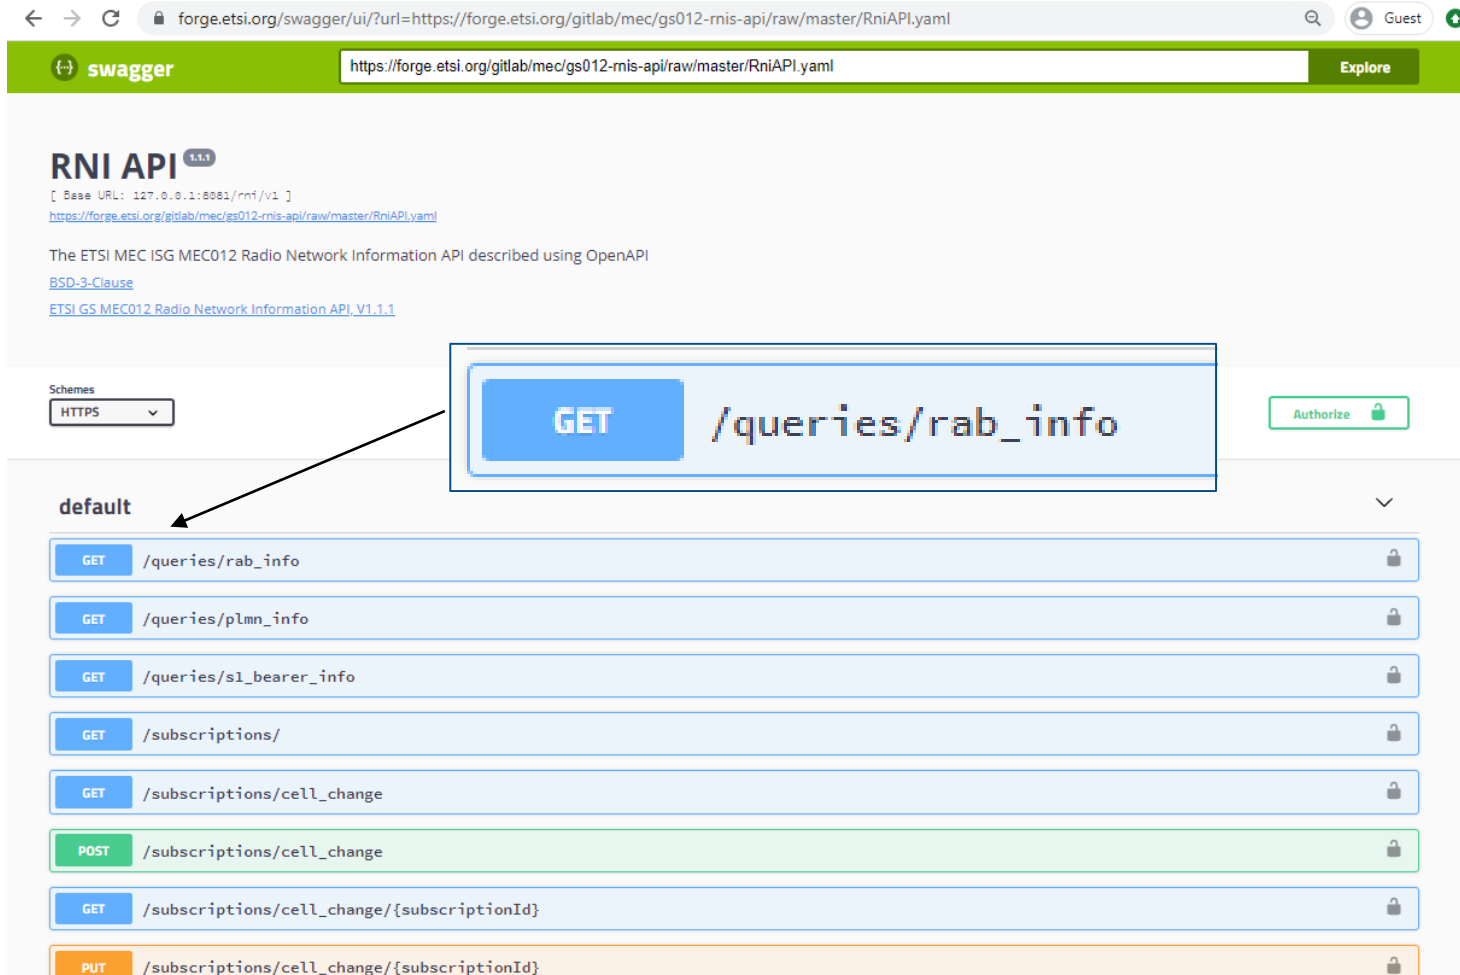 forge.etsi.org/swagger/ui/?url=https://forge.etsi.org/gitlab/mec/gs012-rnis-api/raw/master/RniAPI.yaml
Guest
{···} swagger
https://forge.etsi.org/gitlab/mec/gs012-rnis-api/raw/master/RniAPI.yaml
Explore
RNI API 1.1.1
[ Base URL: 127.0.0.1:8081/rni/v1 ]
https://forge.etsi.org/gitlab/mec/gs012-rnis-api/raw/master/RniAPI.yaml
The ETSI MEC ISG MEC012 Radio Network Information API described using OpenAPI
BSD-3-Clause
ETSI GS MEC012 Radio Network Information API, V1.1.1
GET /queries/rab_info
Schemes
HTTPS
Authorize
default
GET /queries/rab_info
GET /queries/plmn_info
GET /queries/s1_bearer_info
GET /subscriptions/
GET /subscriptions/cell_change
POST /subscriptions/cell_change
GET /subscriptions/cell_change/{subscriptionId}
PUT /subscriptions/cell_change/{subscriptionId}